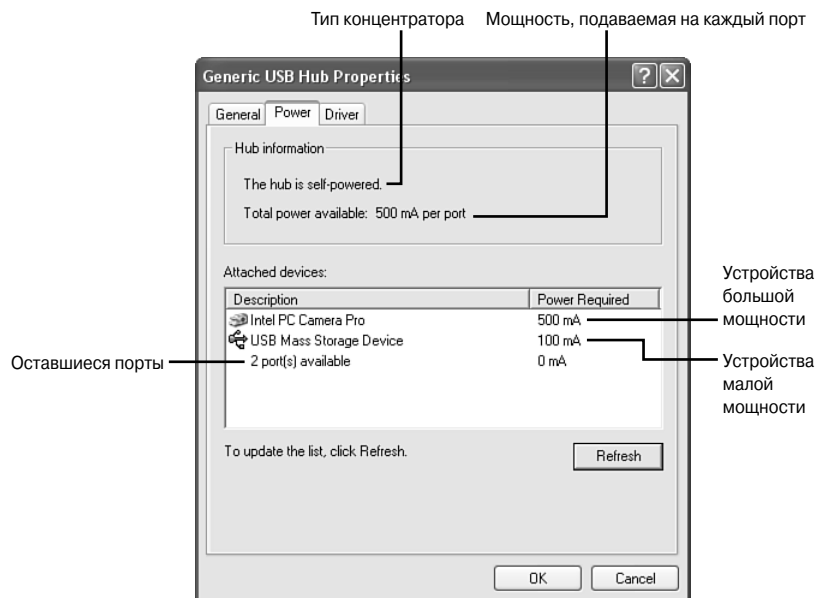 Тип концентратора
Мощность, подаваемая на каждый порт
Generic USB Hub Properties
General
Power
Driver
Hub information
The hub is self-powered.
Total power available: 500 mA per port
Attached devices:
Description
Power Required
Intel PC Camera Pro
500 mA
USB Mass Storage Device
100 mA
2 port(s) available
0 mA
Устройства
большой
мощности
Оставшиеся порты
Устройства
малой
мощности
To update the list, click Refresh.
Refresh
OK
Cancel